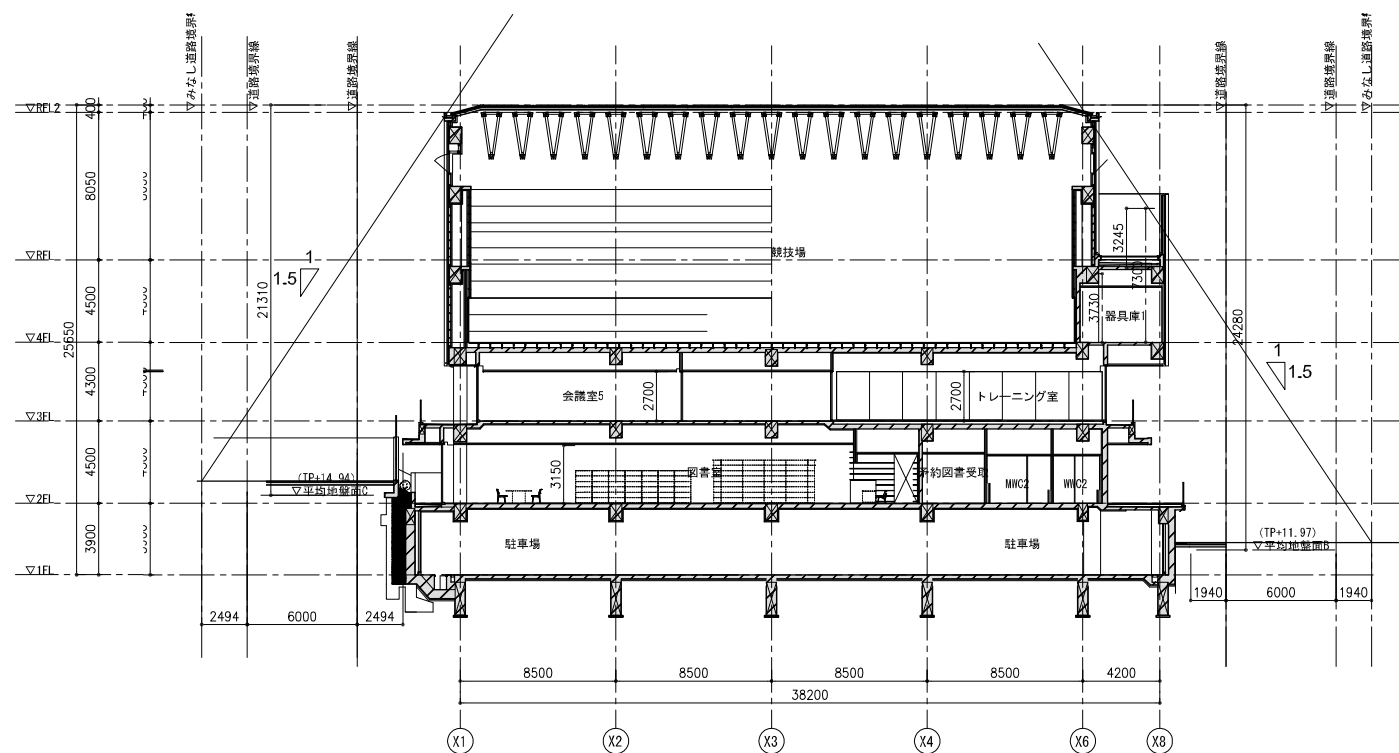 ▽みなし道路境界線
▽道路境界線
▽道路境界線
▽道路境界線
▽道路境界線
▽みなし道路境界線
▽RFL2
400
8050
▽RFL
競技場
3245
7300
1
1.5
21310
25650
4500
3730
器具庫1
24280
▽4FL
4300
会議室5
2700
2700
トレーニング室
1
1.5
▽3FL
4500
3150
図書室
予約図書受取
MWC2
WWC2
(TP+14.94)
▽平均地盤面C
▽2FL
3900
駐車場
駐車場
(TP+11.97)
▽平均地盤面B
▽1FL
2494
6000
2494
1940
6000
1940
8500
8500
8500
8500
4200
38200
X1
X2
X3
X4
X6
X8